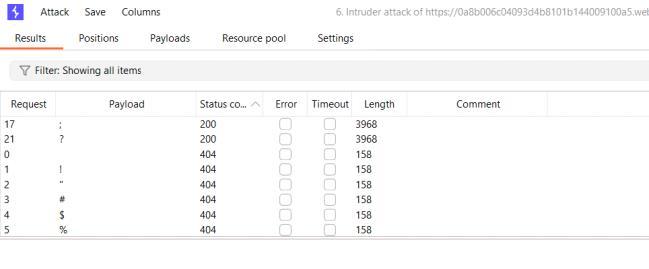 Attack Save Columns 6. Intruder attack of https://0a8b006c04093d4b8101b144009100a5.web
Results Positions Payloads Resource pool Settings
Filter: Showing all items
Request Payload Status co... Error Timeout Length Comment
17 ; 200 3968
21 ? 200 3968
0 404 158
1 ! 404 158
2 " 404 158
3 # 404 158
4 $ 404 158
5 % 404 158